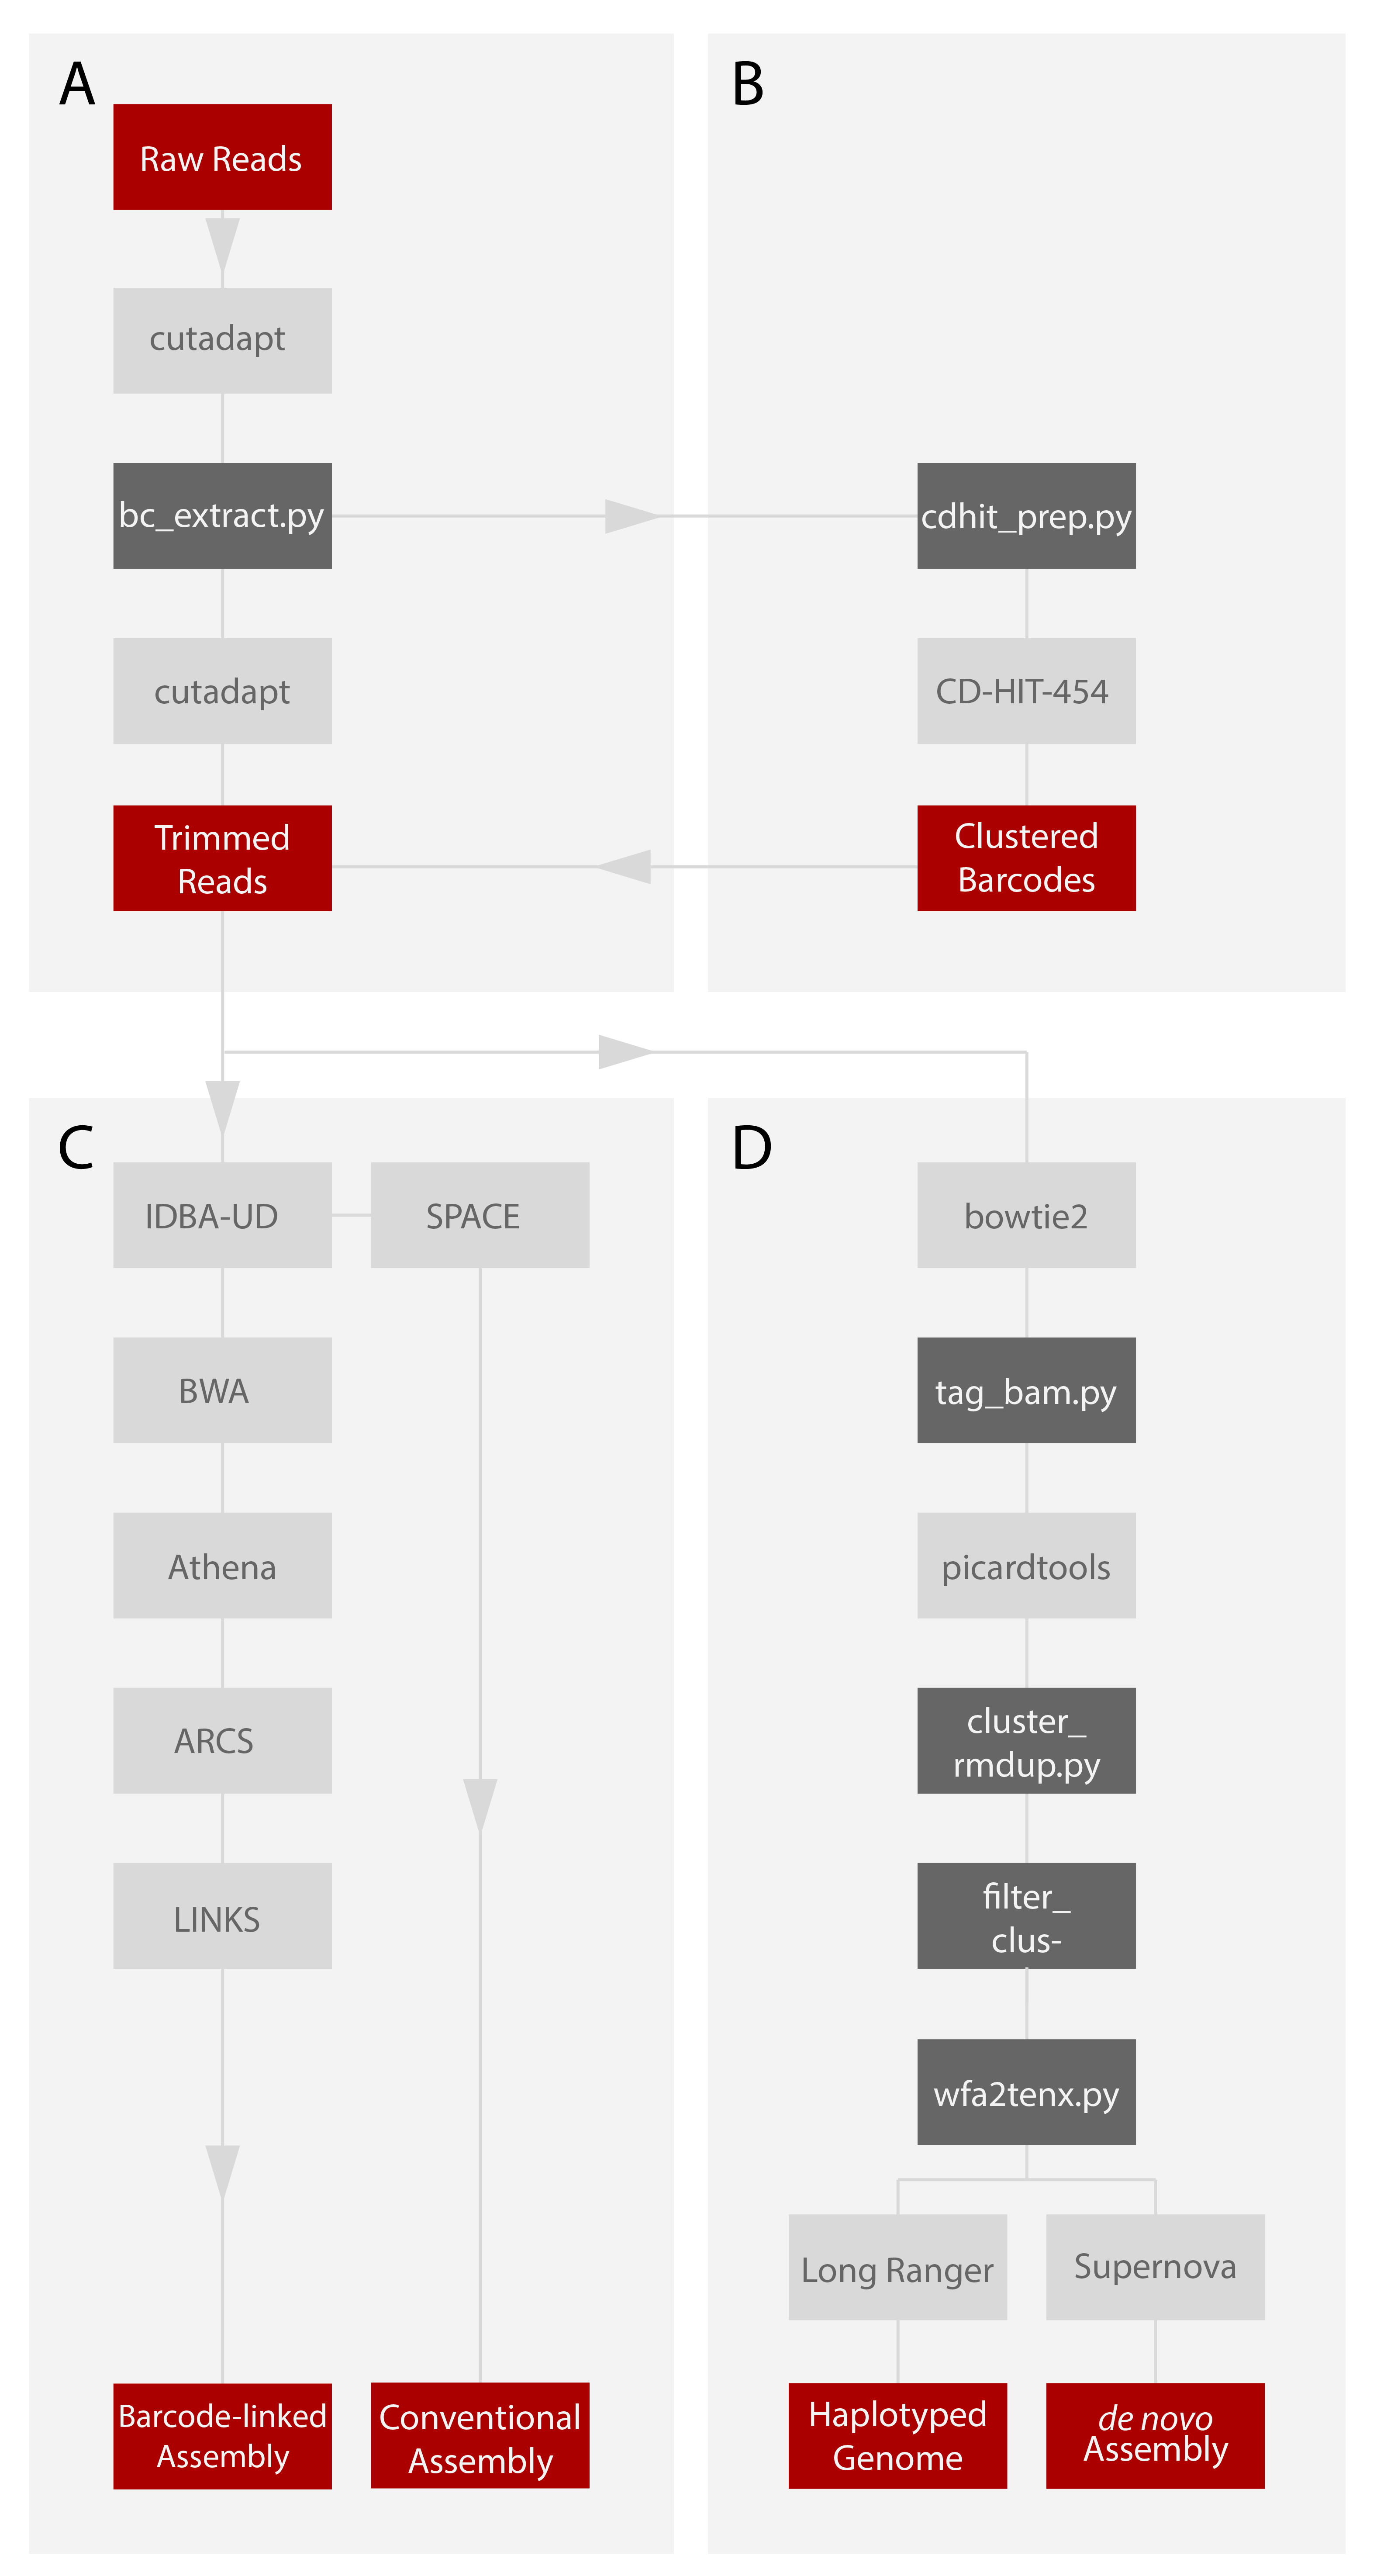 A
Raw Reads
cutadapt
bc_extract.py
cutadapt
Trimmed
Reads
B
cdhit_prep.py
CD-HIT-454
Clustered
Barcodes
C
IDBA-UD
SPACE
BWA
Athena
ARCS
LINKS
Barcode-linked
Assembly
Conventional
Assembly
D
bowtie2
tag_bam.py
picardtools
cluster_
rmdup.py
filter_
clus-
wfa2tenx.py
Long Ranger
Supernova
Haplotyped
Genome
de novo
Assembly